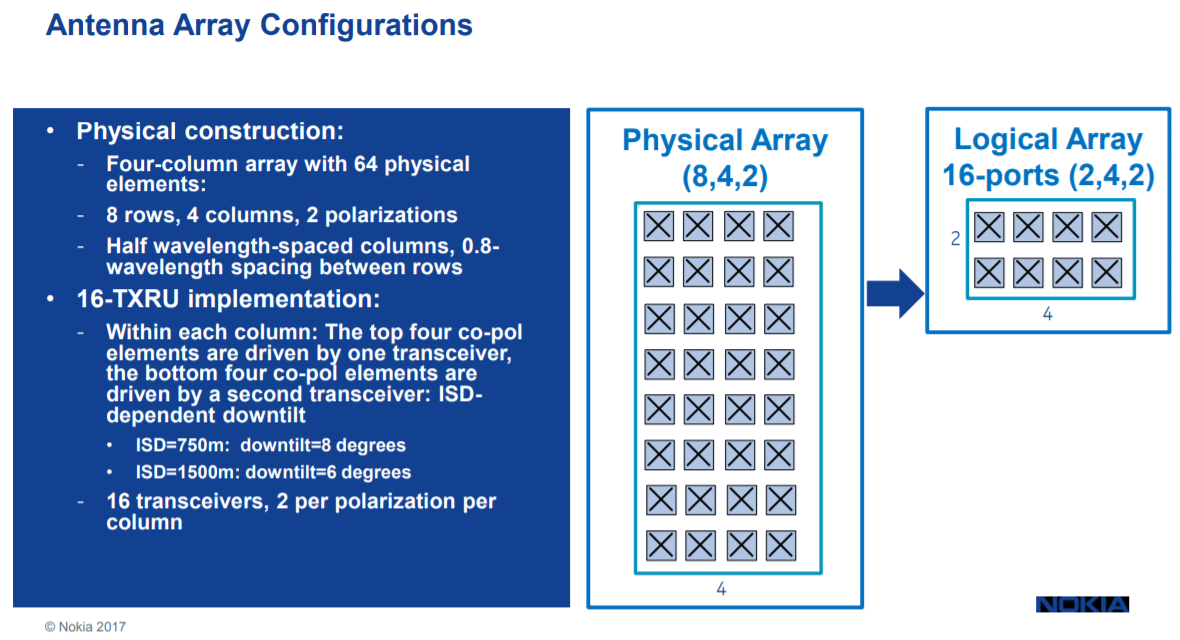 Antenna Array Configurations
• Physical construction:
- Four-column array with 64 physical
elements:
- 8 rows, 4 columns, 2 polarizations
- Half wavelength-spaced columns, 0.8-
wavelength spacing between rows
• 16-TXRU implementation:
- Within each column: The top four co-pol
elements are driven by one transceiver,
the bottom four co-pol elements are
driven by a second transceiver: ISD-
dependent downtilt
• ISD=750m: downtilt=8 degrees
• ISD=1500m: downtilt=6 degrees
- 16 transceivers, 2 per polarization per
column
Physical Array
(8,4,2)
4
Logical Array
16-ports (2,4,2)
2
4
NOKIA
© Nokia 2017